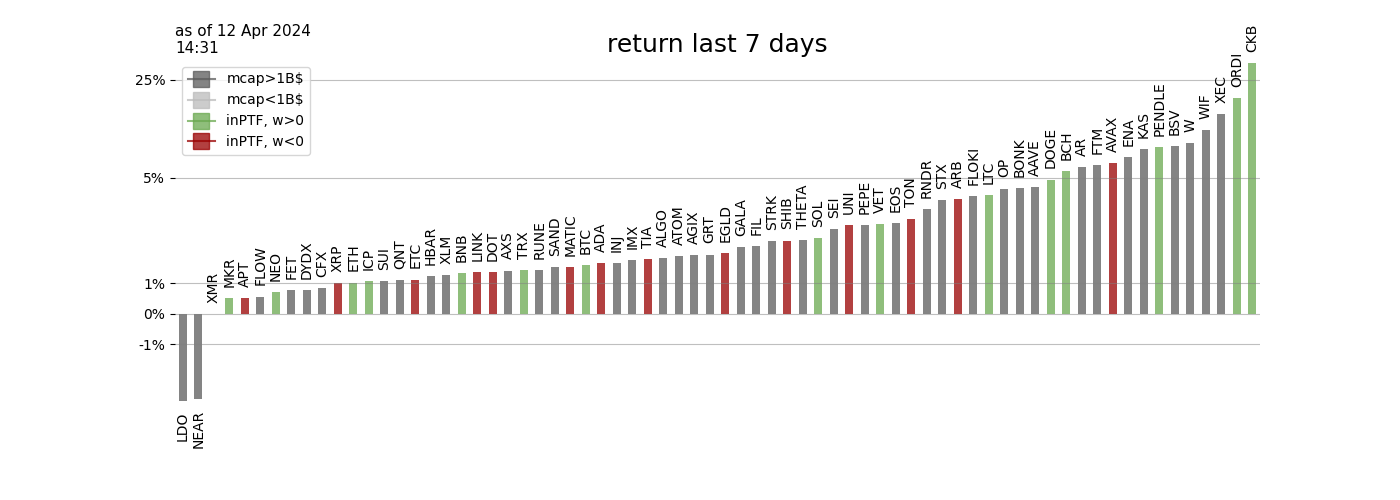 as of 12 Apr 2024
14:31
return last 7 days
mcap>1B$
mcap<1B$
inPTF, w>0
inPTF, w<0
25%
5%
1%
0%
-1%
LDO
NEAR
XMR
MKR
APT
FLOW
NEO
FET
DYDX
CFX
XRP
ETH
ICP
SUI
QNT
ETC
HBAR
XLM
BNB
LINK
DOT
AXS
TRX
RUNE
SAND
MATIC
BTC
ADA
INJ
IMX
TIA
ALGO
ATOM
AGIX
GRT
EGLD
GALA
FIL
STRK
SHIB
THETA
SOL
SEI
UNI
PEPE
VET
EOS
TON
RNDR
STX
ARB
FLOKI
LTC
OP
BONK
AAVE
DOGE
BCH
AR
FTM
AVAX
ENA
KAS
PENDLE
BSV
W
WIF
XEC
ORDI
CKB